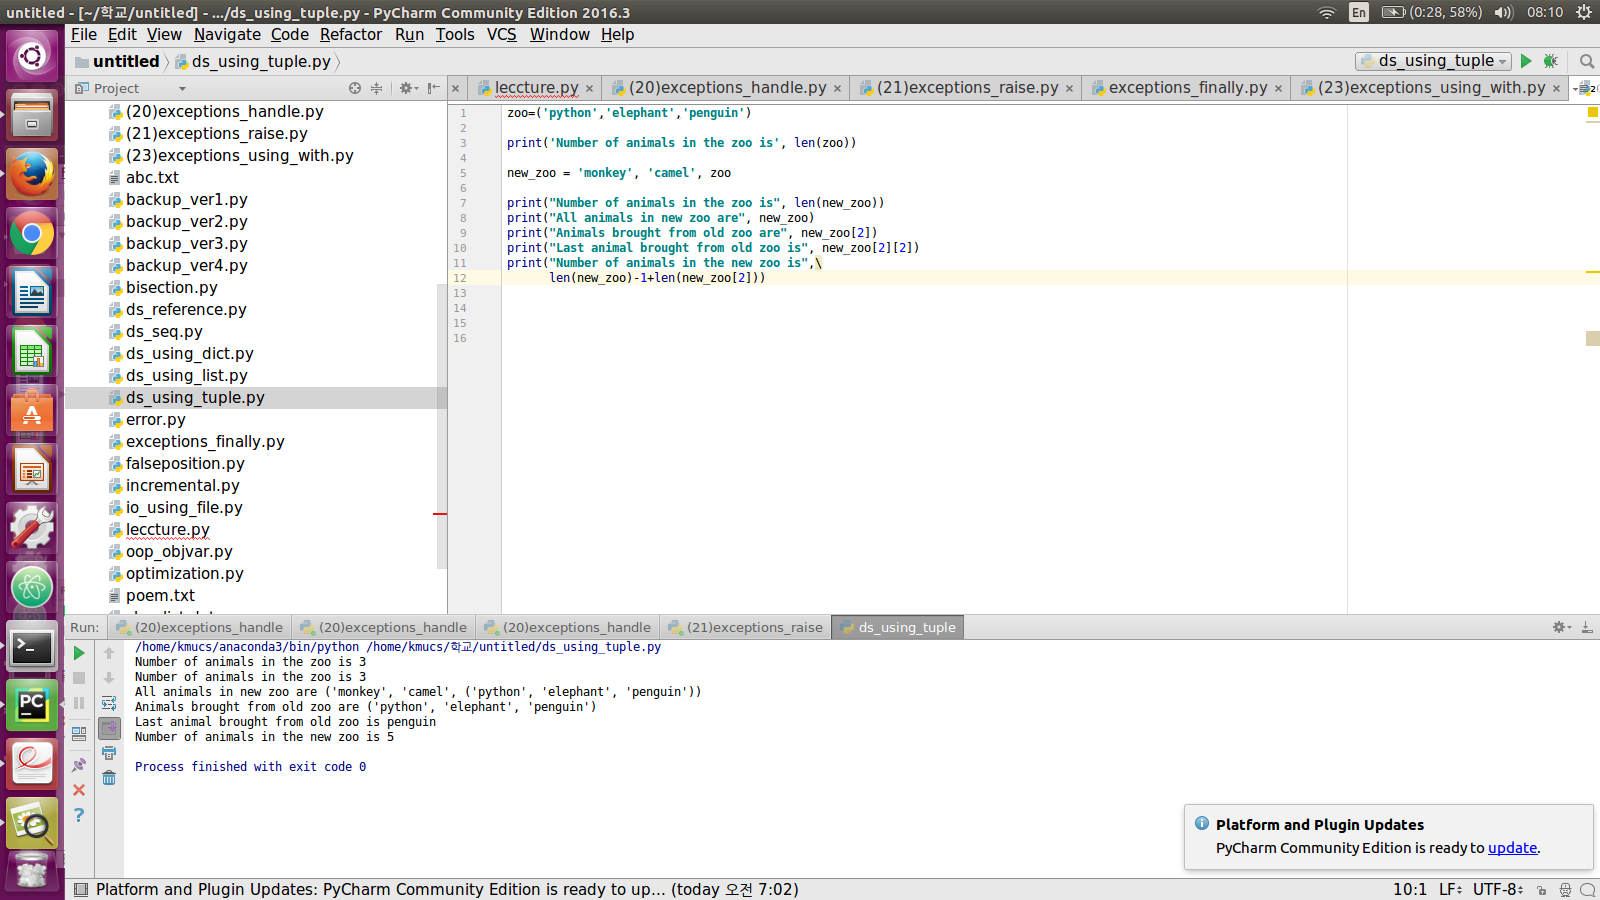 untitled - [~/학교/untitled] - .../ds_using_tuple.py - PyCharm Community Edition 2016.3
En (0:28, 58%) 08:10
File Edit View Navigate Code Refactor Run Tools VCS Window Help
untitled ds_using_tuple.py
ds_using_tuple
Project
leccture.py (20)exceptions_handle.py (21)exceptions_raise.py exceptions_finally.py (23)exceptions_using_with.py
(20)exceptions_handle.py
(21)exceptions_raise.py
(23)exceptions_using_with.py
abc.txt
backup_ver1.py
backup_ver2.py
backup_ver3.py
backup_ver4.py
bisection.py
ds_reference.py
ds_seq.py
ds_using_dict.py
ds_using_list.py
ds_using_tuple.py
error.py
exceptions_finally.py
falseposition.py
incremental.py
io_using_file.py
leccture.py
oop_objvar.py
optimization.py
poem.txt
1 zoo=('python','elephant','penguin')
2
3 print('Number of animals in the zoo is', len(zoo))
4
5 new_zoo = 'monkey', 'camel', zoo
6
7 print("Number of animals in the zoo is", len(new_zoo))
8 print("All animals in new zoo are", new_zoo)
9 print("Animals brought from old zoo are", new_zoo[2])
10 print("Last animal brought from old zoo is", new_zoo[2][2])
11 print("Number of animals in the new zoo is",\
12 len(new_zoo)-1+len(new_zoo[2]))
13
14
15
16
Run: (20)exceptions_handle (20)exceptions_handle (20)exceptions_handle (21)exceptions_raise ds_using_tuple
/home/kmucs/anaconda3/bin/python /home/kmucs/학교/untitled/ds_using_tuple.py
Number of animals in the zoo is 3
Number of animals in the zoo is 3
All animals in new zoo are ('monkey', 'camel', ('python', 'elephant', 'penguin'))
Animals brought from old zoo are ('python', 'elephant', 'penguin')
Last animal brought from old zoo is penguin
Number of animals in the new zoo is 5
Process finished with exit code 0
Platform and Plugin Updates
PyCharm Community Edition is ready to update.
Platform and Plugin Updates: PyCharm Community Edition is ready to up... (today 오전 7:02)
10:1 LF UTF-8